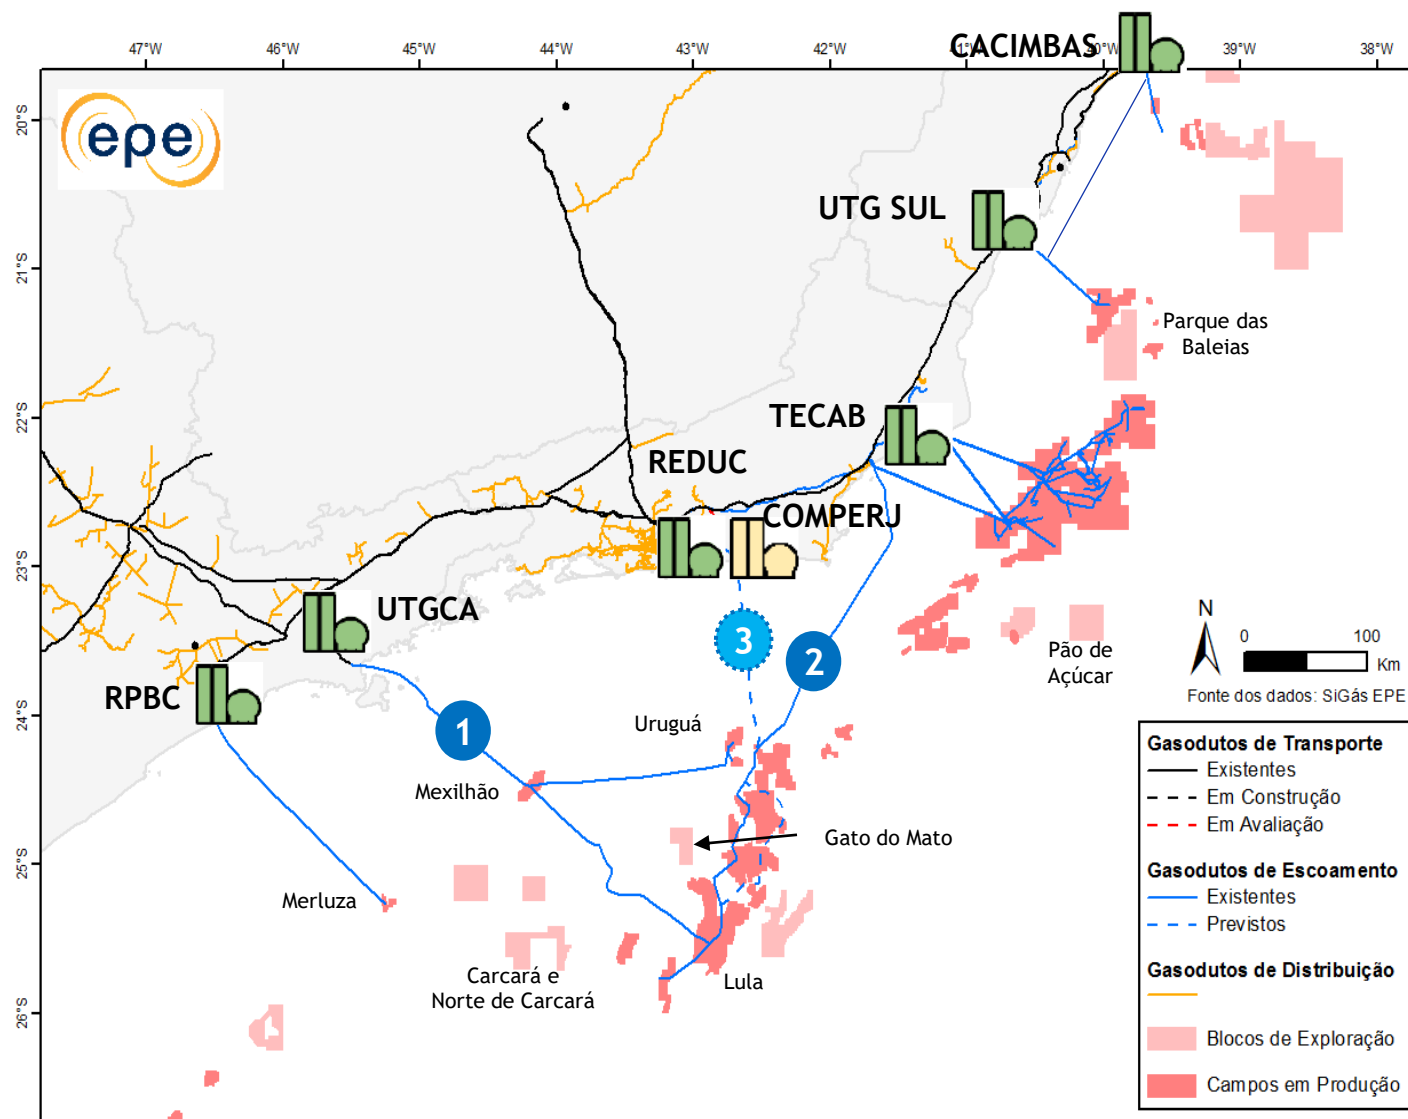 CACIMBAS
47°W
46°W
45°W
44°W
43°W
42°W
41°W
40°W
39°W
38°W
epe
20°S
21°S
22°S
23°S
24°S
25°S
26°S
UTG SUL
Parque das
Baleias
TECAB
REDUC
COMPERJ
UTGCA
RPBC
3
2
1
Pão de
Açúcar
N
0
100
Km
Fonte dos dados: SiGás EPE
Uruguá
Mexilhão
Gato do Mato
Merluza
Carcará e
Norte de Carcará
Lula
Gasodutos de Transporte
Existentes
Em Construção
Em Avaliação
Gasodutos de Escoamento
Existentes
Previstos
Gasodutos de Distribuição
Blocos de Exploração
Campos em Produção